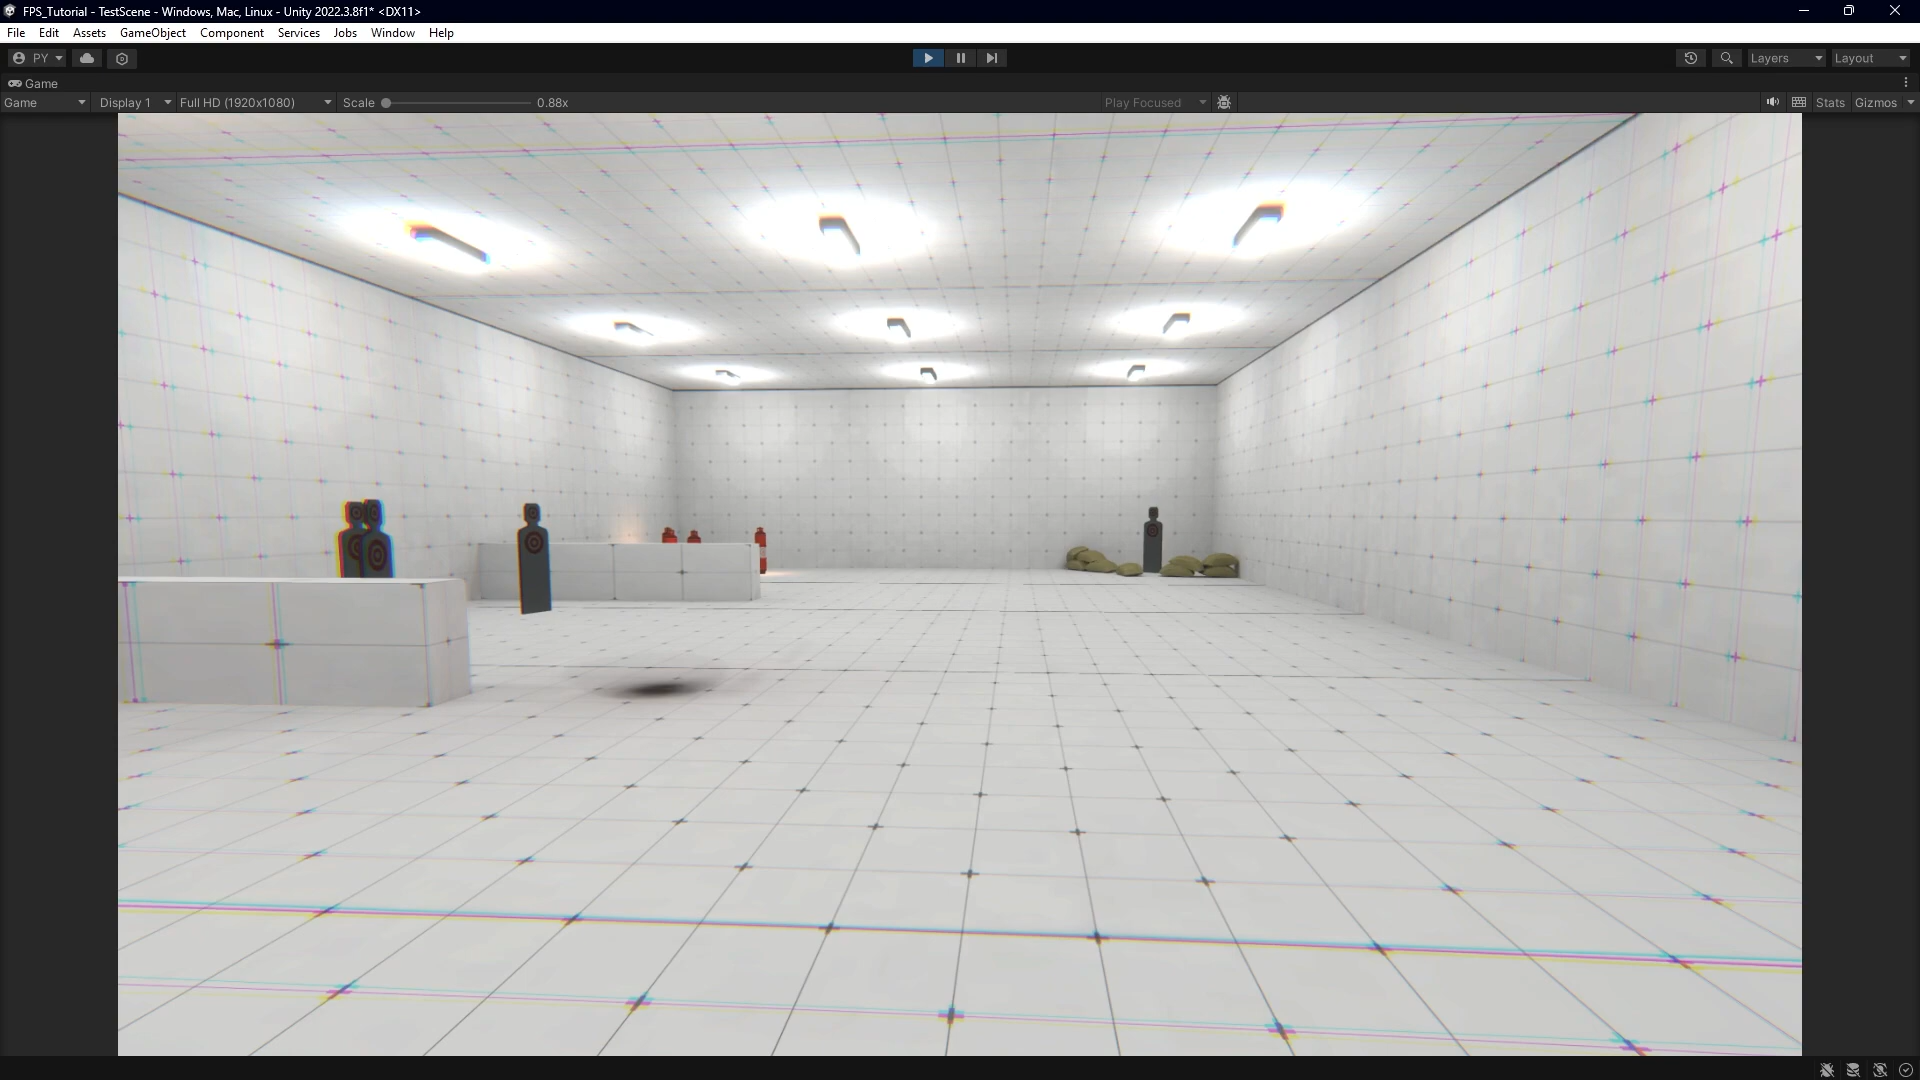 FPS_Tutorial - TestScene - Windows, Mac, Linux - Unity 2022.3.8f1* <DX11>
File Edit Assets GameObject Component Services Jobs Window Help
PY Layers Layout
Game
Game Display 1 Full HD (1920x1080) Scale 0.88x Play Focused Stats Gizmos